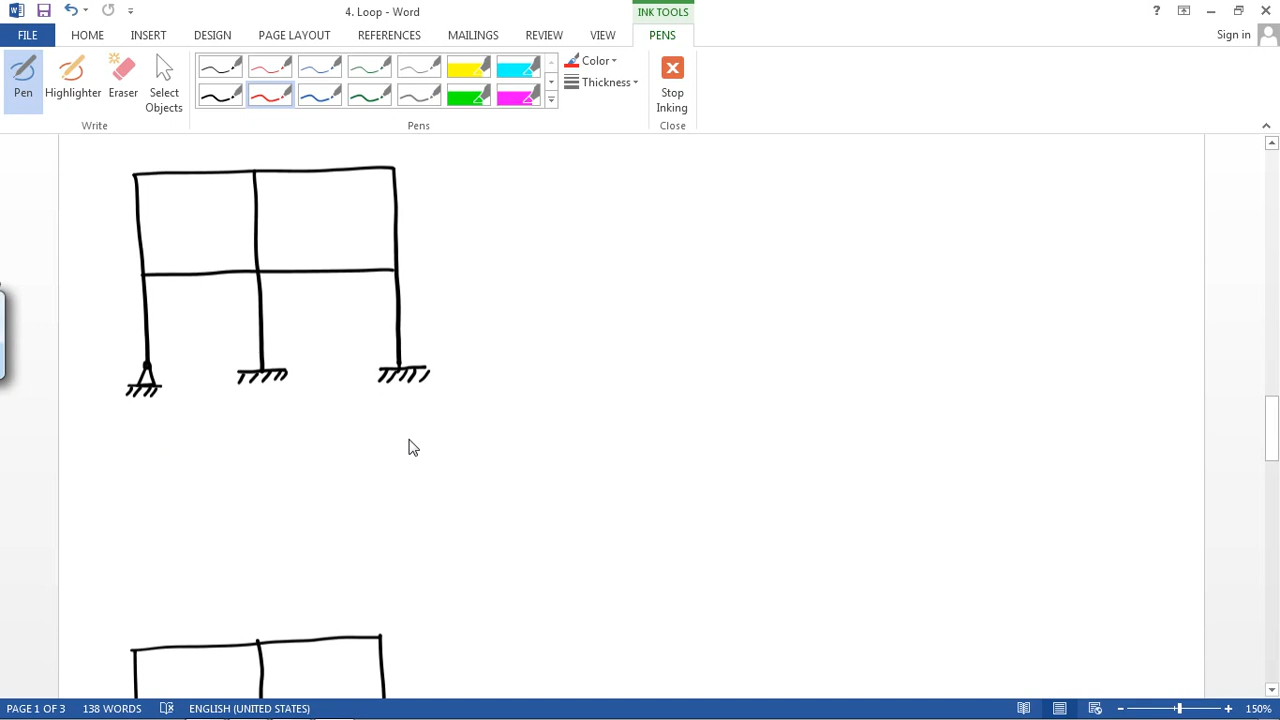 4. Loop - Word
INK TOOLS
?
FILE HOME INSERT DESIGN PAGE LAYOUT REFERENCES MAILINGS REVIEW VIEW PENS Sign in
Pen Highlighter Eraser Select Objects
Color
Thickness
Stop Inking
Write Pens Close
PAGE 1 OF 3 138 WORDS ENGLISH (UNITED STATES) 150%